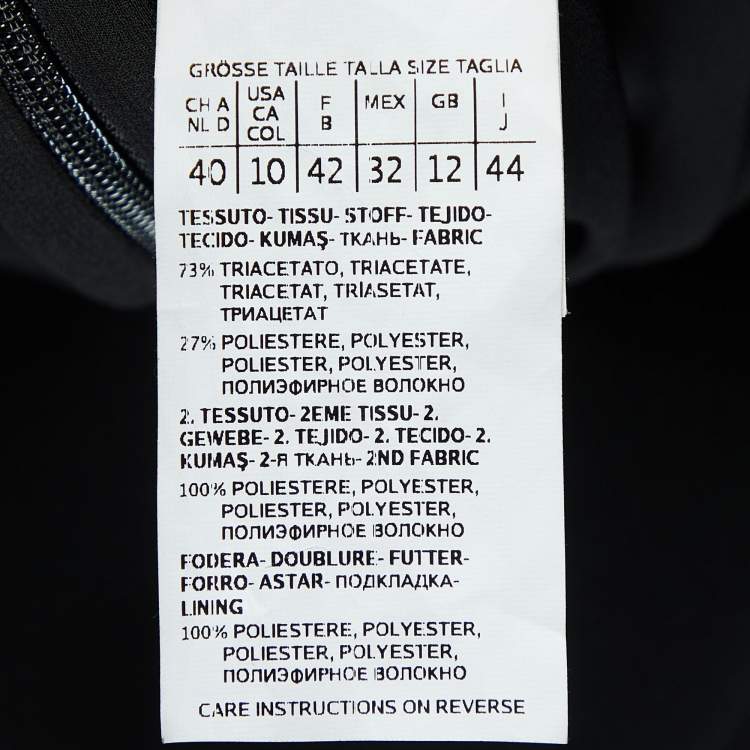 GRÖSSE TAILLE TALLA SIZE TAGLIA
CH A NL D USA CA COL F B MEX GB I J
40 10 42 32 12 44
TESSUTO- TISSU- STOFF- TEJIDO-
TECIDO- KUMAŞ- ТКАНЬ- FABRIC
73% TRIACETATO, TRIACETATE,
TRIACETAT, TRİASETAT,
ТРИАЦЕТАТ
27% POLIESTERE, POLYESTER,
POLIESTER, POLYESTER,
ПОЛИЭФИРНОЕ ВОЛОКНО
2. TESSUTO- 2EME TISSU- 2.
GEWEBE- 2. TEJIDO- 2. TECIDO- 2.
KUMAŞ- 2-Я ТКАНЬ- 2ND FABRIC
100% POLIESTERE, POLYESTER,
POLIESTER, POLYESTER,
ПОЛИЭФИРНОЕ ВОЛОКНО
FODERA- DOUBLURE- FUTTER-
FORRO- ASTAR- ПОДКЛАДКА-
LINING
100% POLIESTERE, POLYESTER,
POLIESTER, POLYESTER,
ПОЛИЭФИРНОЕ ВОЛОКНО
CARE INSTRUCTIONS ON REVERSE